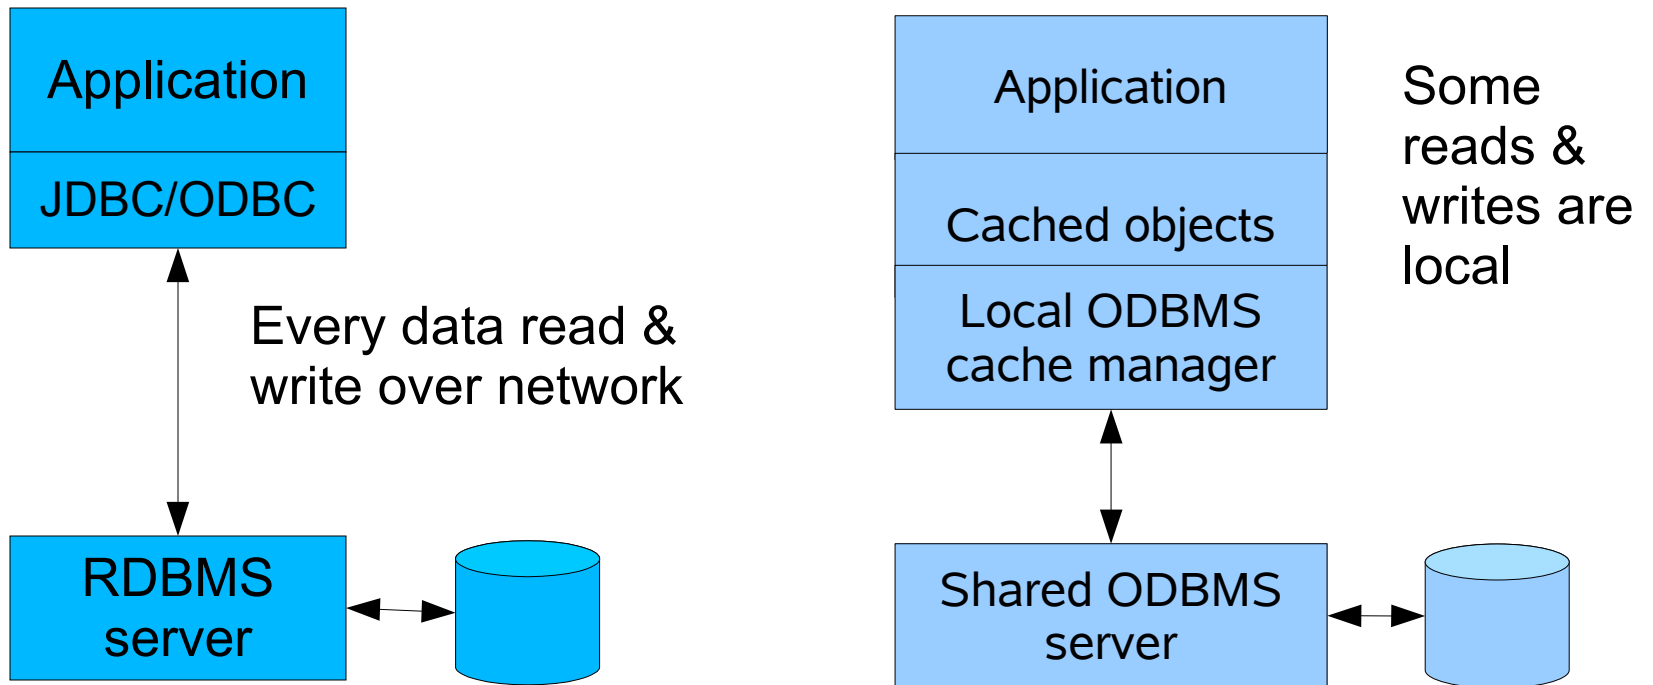 Application
JDBC/ODBC
Every data read &
write over network
RDBMS
server
Application
Cached objects
Local ODBMS
cache manager
Some
reads &
writes are
local
Shared ODBMS
server